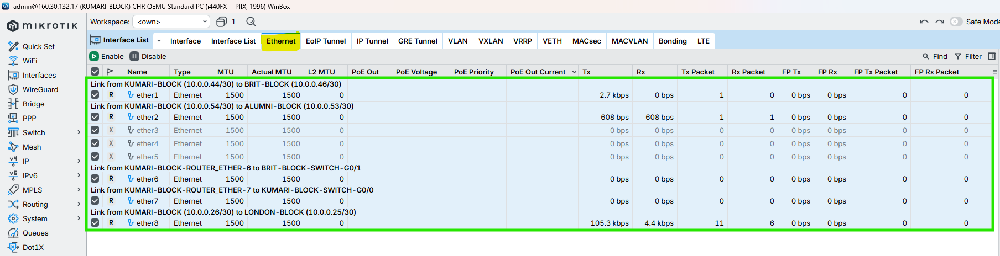 admin@160.30.132.17 (KUMARI-BLOCK) CHR QEMU Standard PC (i440FX + PIIX, 1996) WinBox
MIKROTIK
Workspace: <own> 1 Safe Mode
Interface List Interface Interface List Ethernet EoIP Tunnel IP Tunnel GRE Tunnel VLAN VXLAN VRRP VETH MACsec MACVLAN Bonding LTE
Enable Disable Find Filter
Quick Set
WiFi
Interfaces
WireGuard
Bridge
PPP
Switch
Mesh
IP
IPv6
MPLS
Routing
System
Queues
Dot1X
Name Type MTU Actual MTU L2 MTU PoE Out PoE Voltage PoE Priority PoE Out Current Tx Rx Tx Packet Rx Packet FP Tx FP Rx FP Tx Packet FP Rx Packet
Link from KUMARI-BLOCK (10.0.0.44/30) to BRIT-BLOCK (10.0.0.46/30)
R ether1 Ethernet 1500 1500 0 2.7 kbps 0 bps 1 0 0 bps 0 bps 0 0
Link from KUMARI-BLOCK (10.0.0.54/30) to ALUMNI-BLOCK (10.0.0.53/30)
R ether2 Ethernet 1500 1500 0 608 bps 608 bps 1 1 0 bps 0 bps 0 0
X ether3 Ethernet 1500 1500 0 0 bps 0 bps 0 0 0 bps 0 bps 0 0
X ether4 Ethernet 1500 1500 0 0 bps 0 bps 0 0 0 bps 0 bps 0 0
X ether5 Ethernet 1500 1500 0 0 bps 0 bps 0 0 0 bps 0 bps 0 0
Link from KUMARI-BLOCK-ROUTER_ETHER-6 to BRIT-BLOCK-SWITCH-G0/1
R ether6 Ethernet 1500 1500 0 0 bps 0 bps 0 0 0 bps 0 bps 0 0
Link from KUMARI-BLOCK-ROUTER_ETHER-7 to KUMARI-BLOCK-SWITCH-G0/0
R ether7 Ethernet 1500 1500 0 0 bps 0 bps 0 0 0 bps 0 bps 0 0
Link from KUMARI-BLOCK (10.0.0.26/30) to LONDON-BLOCK (10.0.0.25/30)
R ether8 Ethernet 1500 1500 0 105.3 kbps 4.4 kbps 11 6 0 bps 0 bps 0 0